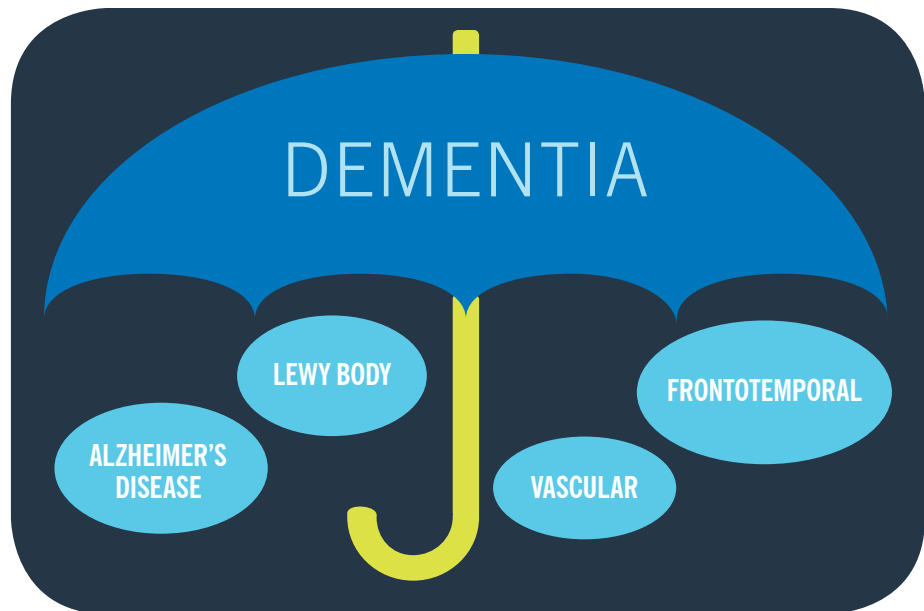 DEMENTIA
LEWY BODY
FRONTOTEMPORAL
ALZHEIMER’S
DISEASE
VASCULAR